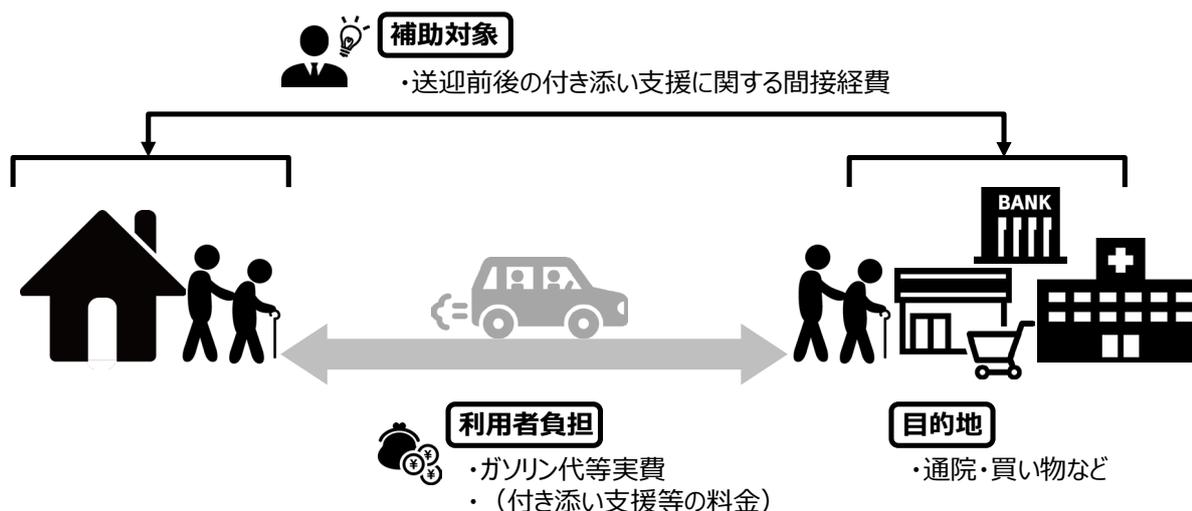 補助対象
・送迎前後の付き添い支援に関する間接経費
BANK
利用者負担
・ガソリン代等実費
・（付き添い支援等の料金）
目的地
・通院・買い物など